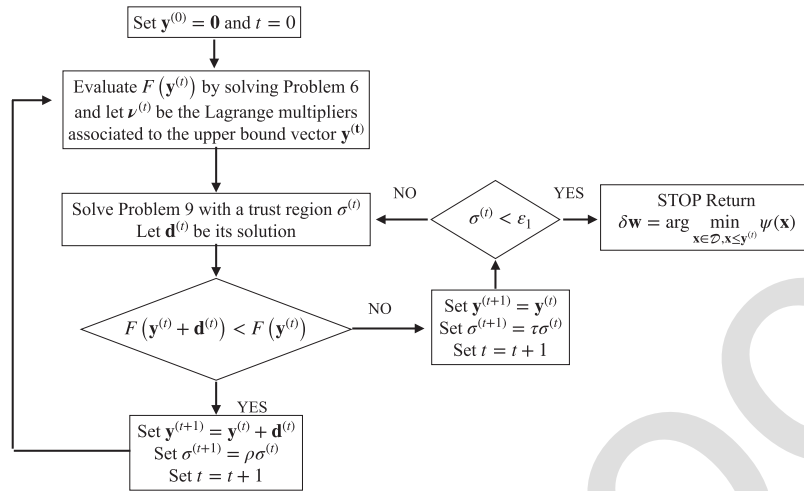 Set 𝐲⁽⁰⁾ = 𝟎 and t = 0
Evaluate F(𝐲⁽ᵗ⁾) by solving Problem 6
and let 𝝂⁽ᵗ⁾ be the Lagrange multipliers
associated to the upper bound vector 𝐲⁽ᵗ⁾
Solve Problem 9 with a trust region σ⁽ᵗ⁾
Let 𝐝⁽ᵗ⁾ be its solution
NO
σ⁽ᵗ⁾ < ε₁
YES
STOP Return
δ𝐰 = arg min_{𝐱∈𝒟, 𝐱≤𝐲⁽ᵗ⁾} ψ(𝐱)
F(𝐲⁽ᵗ⁾ + 𝐝⁽ᵗ⁾) < F(𝐲⁽ᵗ⁾)
NO
Set 𝐲⁽ᵗ⁺¹⁾ = 𝐲⁽ᵗ⁾
Set σ⁽ᵗ⁺¹⁾ = τσ⁽ᵗ⁾
Set t = t + 1
YES
Set 𝐲⁽ᵗ⁺¹⁾ = 𝐲⁽ᵗ⁾ + 𝐝⁽ᵗ⁾
Set σ⁽ᵗ⁺¹⁾ = ρσ⁽ᵗ⁾
Set t = t + 1